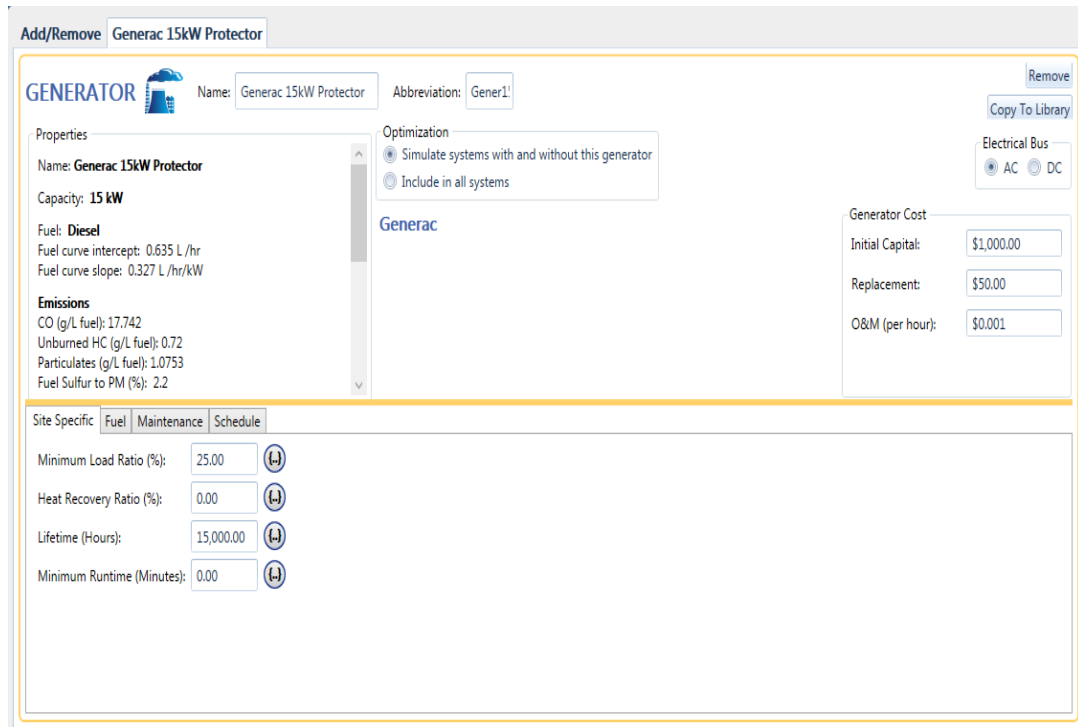 Add/Remove Generac 15kW Protector
GENERATOR Name: Generac 15kW Protector Abbreviation: Gener1
Remove
Copy To Library
Properties
Name: Generac 15kW Protector
Capacity: 15 kW
Fuel: Diesel
Fuel curve intercept: 0.635 L/hr
Fuel curve slope: 0.327 L/hr/kW
Emissions
CO (g/L fuel): 17.742
Unburned HC (g/L fuel): 0.72
Particulates (g/L fuel): 1.0753
Fuel Sulfur to PM (%): 2.2
Optimization
Simulate systems with and without this generator
Include in all systems
Generac
Electrical Bus
AC DC
Generator Cost
Initial Capital: $1,000.00
Replacement: $50.00
O&M (per hour): $0.001
Site Specific Fuel Maintenance Schedule
Minimum Load Ratio (%): 25.00 {..}
Heat Recovery Ratio (%): 0.00 {..}
Lifetime (Hours): 15,000.00 {..}
Minimum Runtime (Minutes): 0.00 {..}